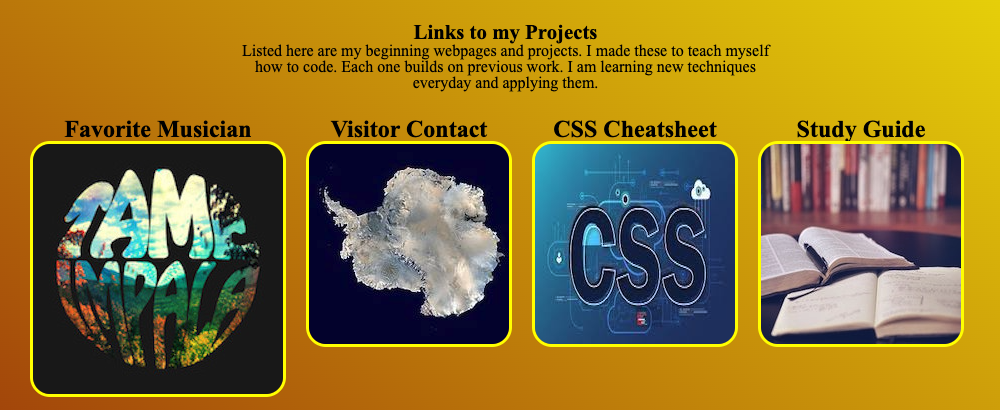 Links to my Projects
Listed here are my beginning webpages and projects. I made these to teach myself
how to code. Each one builds on previous work. I am learning new techniques
everyday and applying them.
Favorite Musician
Visitor Contact
CSS Cheatsheet
Study Guide
TAME
IMPALA
CSS